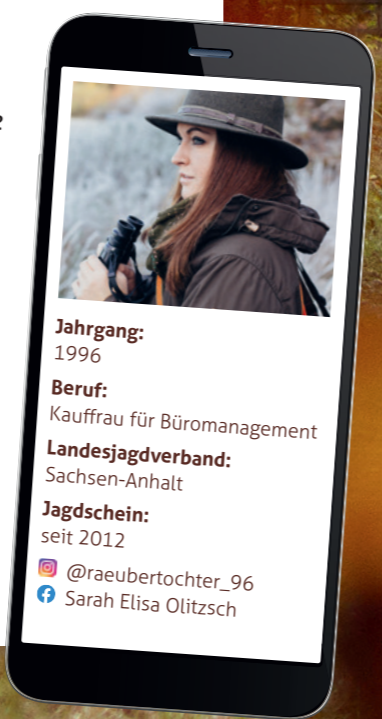 Jahrgang:
1996
Beruf:
Kauffrau für Büromanagement
Landesjagdverband:
Sachsen-Anhalt
Jagdschein:
seit 2012
@raeubertochter_96
Sarah Elisa Olitzsch